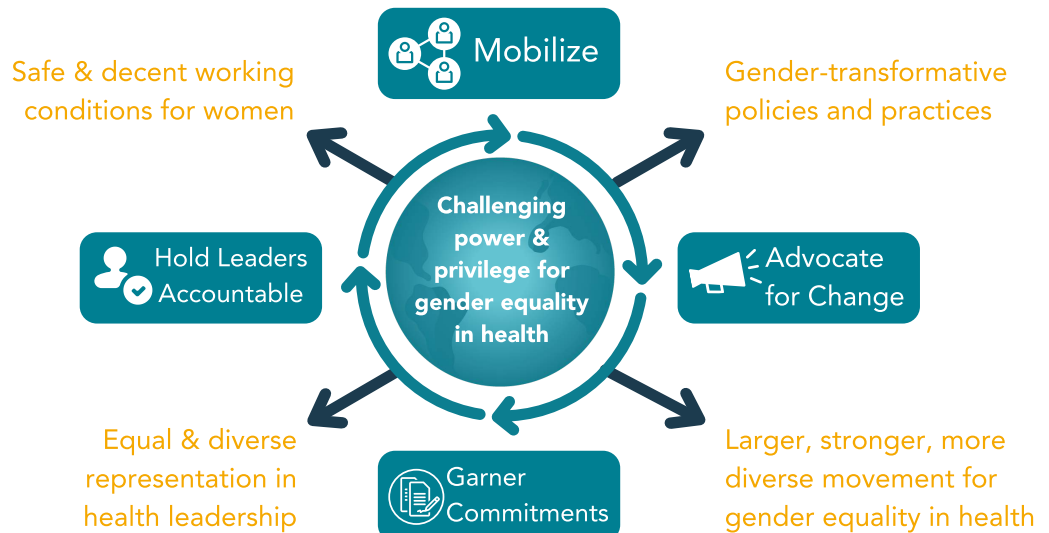 Mobilize
Safe & decent working
conditions for women
Gender-transformative
policies and practices
Challenging
power &
privilege for
gender equality
in health
Hold Leaders
Accountable
Advocate
for Change
Equal & diverse
representation in
health leadership
Larger, stronger, more
diverse movement for
gender equality in health
Garner
Commitments